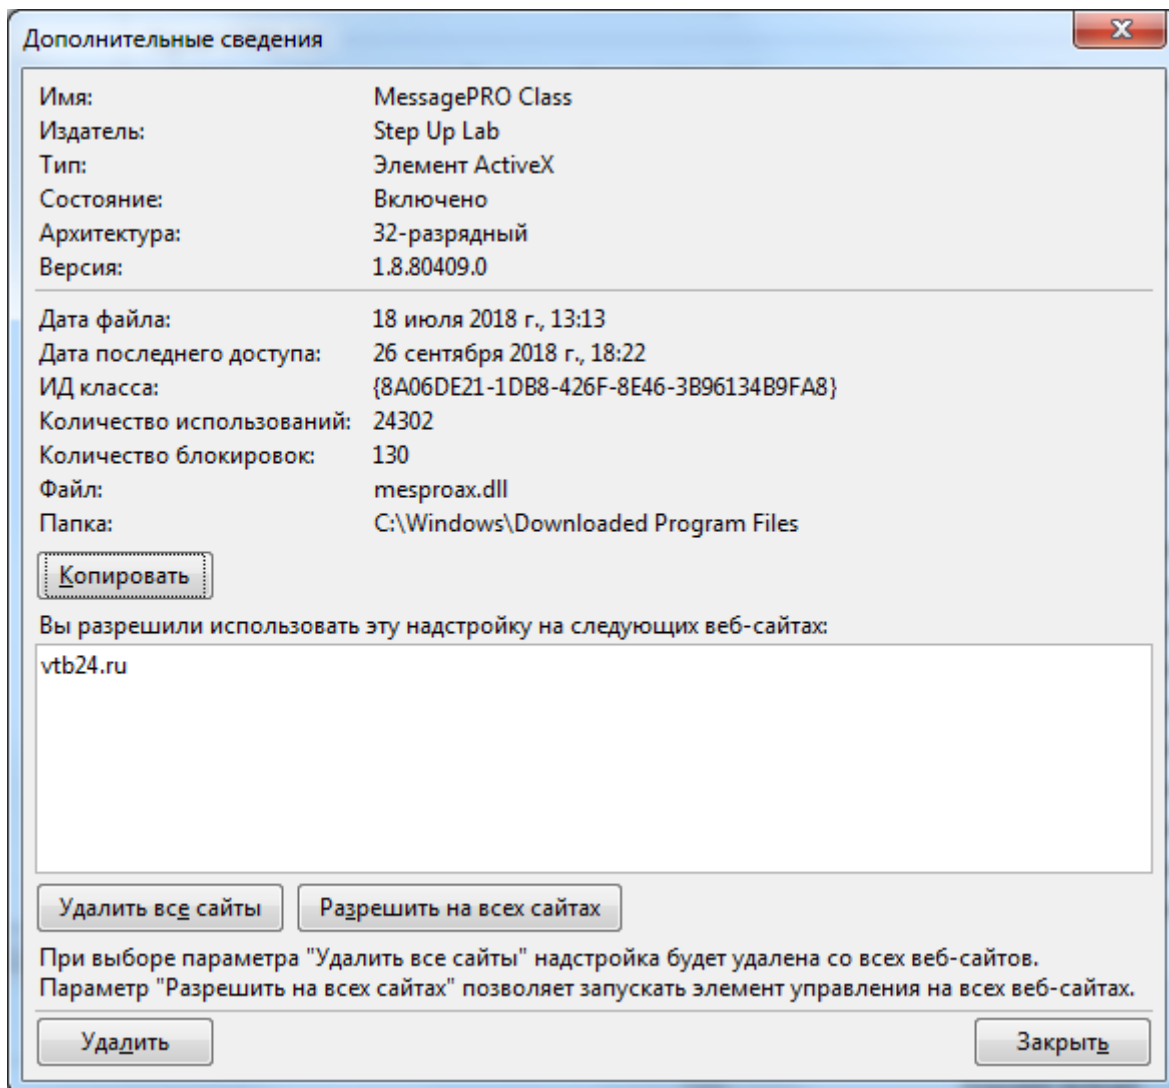 Дополнительные сведения
Имя: MessagePRO Class
Издатель: Step Up Lab
Тип: Элемент ActiveX
Состояние: Включено
Архитектура: 32-разрядный
Версия: 1.8.80409.0
Дата файла: 18 июля 2018 г., 13:13
Дата последнего доступа: 26 сентября 2018 г., 18:22
ИД класса: {8A06DE21-1DB8-426F-8E46-3B96134B9FA8}
Количество использований: 24302
Количество блокировок: 130
Файл: mesproax.dll
Папка: C:\Windows\Downloaded Program Files
Копировать
Вы разрешили использовать эту надстройку на следующих веб-сайтах:
vtb24.ru
Удалить все сайты Разрешить на всех сайтах
При выборе параметра "Удалить все сайты" надстройка будет удалена со всех веб-сайтов.
Параметр "Разрешить на всех сайтах" позволяет запускать элемент управления на всех веб-сайтах.
Удалить Закрыть